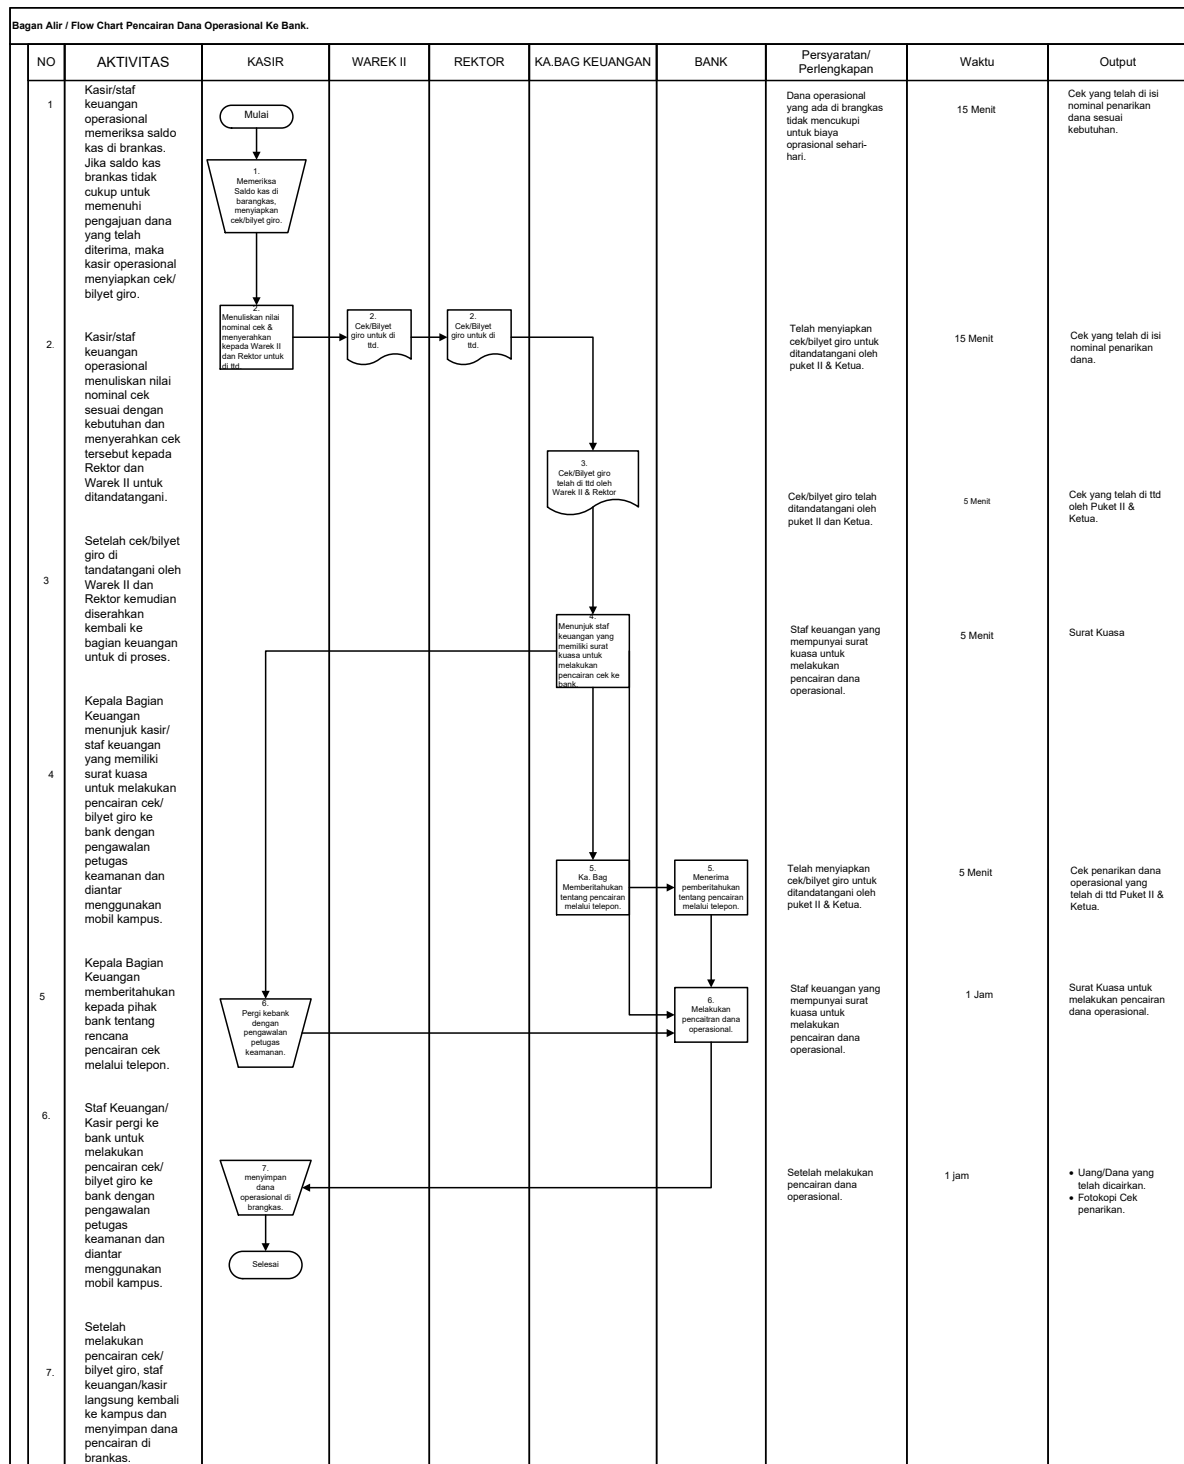 Bagan Alir / Flow Chart Pencairan Dana Operasional Ke Bank.
NO
AKTIVITAS
KASIR
WAREK II
REKTOR
KA.BAG KEUANGAN
BANK
Persyaratan/
Perlengkapan
Waktu
Output
1
Kasir/staf
keuangan
operasional
memeriksa saldo
kas di brankas.
Jika saldo kas
brankas tidak
cukup untuk
memenuhi
pengajuan dana
yang telah
diterima, maka
kasir operasional
menyiapkan cek/
bilyet giro.
Mulai
1.
Memeriksa
Saldo kas di
barangkas,
menyiapkan
cek/bilyet giro.
Dana operasional
yang ada di brangkas
tidak mencukupi
untuk biaya
oprasional sehari-
hari.
15 Menit
Cek yang telah di isi
nominal penarikan
dana sesuai
kebutuhan.
2.
Kasir/staf
keuangan
operasional
menuliskan nilai
nominal cek
sesuai dengan
kebutuhan dan
menyerahkan cek
tersebut kepada
Rektor dan
Warek II untuk
ditandatangani.
2.
Menuliskan nilai
nominal cek &
menyerahkan
kepada Warek II
dan Rektor untuk
di ttd.
2.
Cek/Bilyet
giro untuk di
ttd.
2.
Cek/Bilyet
giro untuk di
ttd.
Telah menyiapkan
cek/bilyet giro untuk
ditandatangani oleh
puket II & Ketua.
15 Menit
Cek yang telah di isi
nominal penarikan
dana.
3
Setelah cek/bilyet
giro di
tandatangani oleh
Warek II dan
Rektor kemudian
diserahkan
kembali ke
bagian keuangan
untuk di proses.
3.
Cek/Bilyet giro
telah di ttd oleh
Warek II & Rektor
Cek/bilyet giro telah
ditandatangani oleh
puket II dan Ketua.
5 Menit
Cek yang telah di ttd
oleh Puket II &
Ketua.
4
Kepala Bagian
Keuangan
menunjuk kasir/
staf keuangan
yang memiliki
surat kuasa
untuk melakukan
pencairan cek/
bilyet giro ke
bank dengan
pengawalan
petugas
keamanan dan
diantar
menggunakan
mobil kampus.
4.
Menunjuk staf
keuangan yang
memiliki surat
kuasa untuk
melakukan
pencairan cek ke
bank.
Staf keuangan yang
mempunyai surat
kuasa untuk
melakukan
pencairan dana
operasional.
5 Menit
Surat Kuasa
5
Kepala Bagian
Keuangan
memberitahukan
kepada pihak
bank tentang
rencana
pencairan cek
melalui telepon.
5.
Ka. Bag
Memberitahukan
tentang pencairan
melalui telepon.
5.
Menerima
pemberitahukan
tentang pencairan
melalui telepon.
Telah menyiapkan
cek/bilyet giro untuk
ditandatangani oleh
puket II & Ketua.
5 Menit
Cek penarikan dana
operasional yang
telah di ttd Puket II &
Ketua.
6.
Staf Keuangan/
Kasir pergi ke
bank untuk
melakukan
pencairan cek/
bilyet giro ke
bank dengan
pengawalan
petugas
keamanan dan
diantar
menggunakan
mobil kampus.
6.
Pergi kebank
dengan
pengawalan
petugas
keamanan.
6.
Melakukan
pencaitran dana
operasional.
Staf keuangan yang
mempunyai surat
kuasa untuk
melakukan
pencairan dana
operasional.
1 Jam
Surat Kuasa untuk
melakukan pencairan
dana operasional.
7.
Setelah
melakukan
pencairan cek/
bilyet giro, staf
keuangan/kasir
langsung kembali
ke kampus dan
menyimpan dana
pencairan di
brankas.
7.
menyimpan
dana
operasional di
brangkas.
Selesai
Setelah melakukan
pencairan dana
operasional.
1 jam
• Uang/Dana yang
telah dicairkan.
• Fotokopi Cek
penarikan.